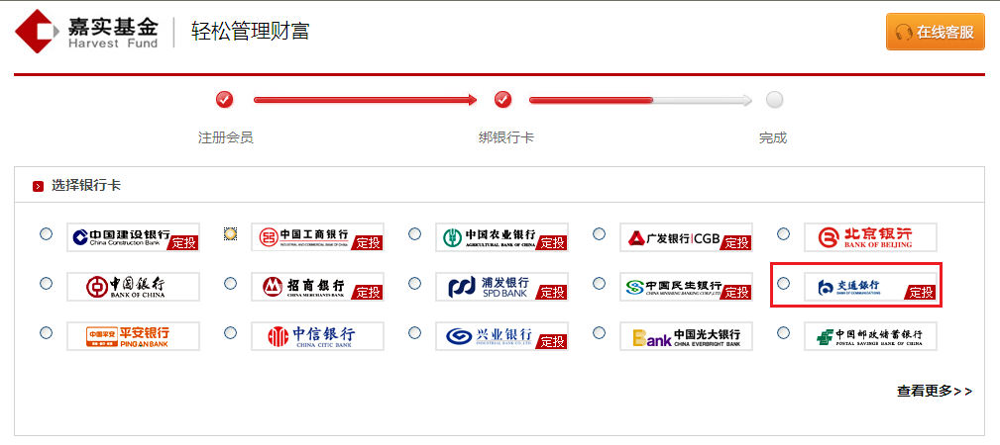 嘉实基金
Harvest Fund
轻松管理财富
在线客服
注册会员
绑银行卡
完成
选择银行卡
中国建设银行
China Construction Bank
定投
中国工商银行
INDUSTRIAL AND COMMERCIAL BANK OF CHINA
定投
中国农业银行
AGRICULTURAL BANK OF CHINA
定投
广发银行|CGB
定投
北京银行
BANK OF BEIJING
中国银行
BANK OF CHINA
招商银行
CHINA MERCHANTS BANK
定投
浦发银行
SPD BANK
定投
中国民生银行
CHINA MINSHENG BANKING CORP.,LTD.
定投
交通银行
BANK OF COMMUNICATIONS
定投
中国平安
平安银行
PING AN BANK
中信银行
CHINA CITIC BANK
兴业银行
INDUSTRIAL BANK CO.,LTD.
定投
Bank
中国光大银行
CHINA EVERBRIGHT BANK
中国邮政储蓄银行
POSTAL SAVINGS BANK OF CHINA
查看更多>>